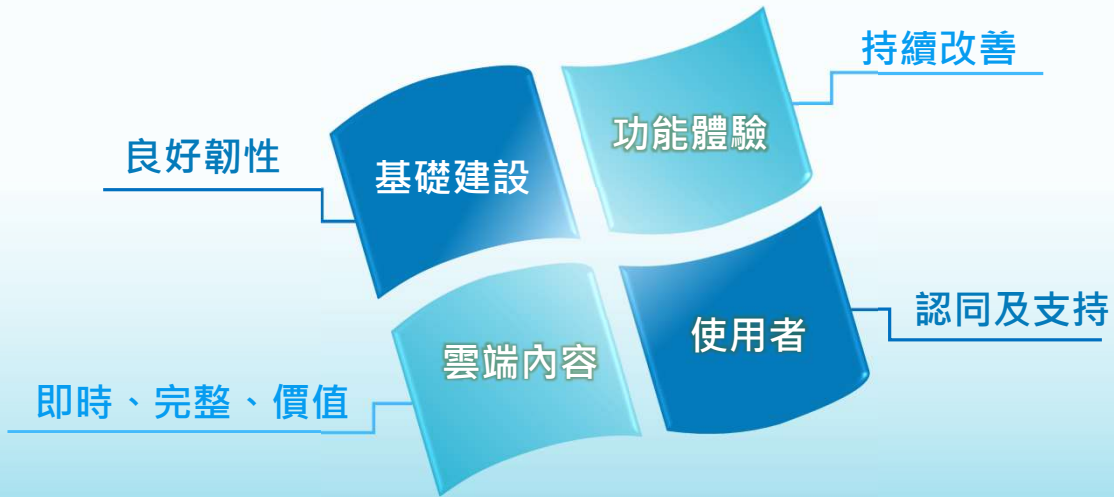 持續改善
功能體驗
良好韌性
基礎建設
認同及支持
使用者
雲端內容
即時、完整、價值